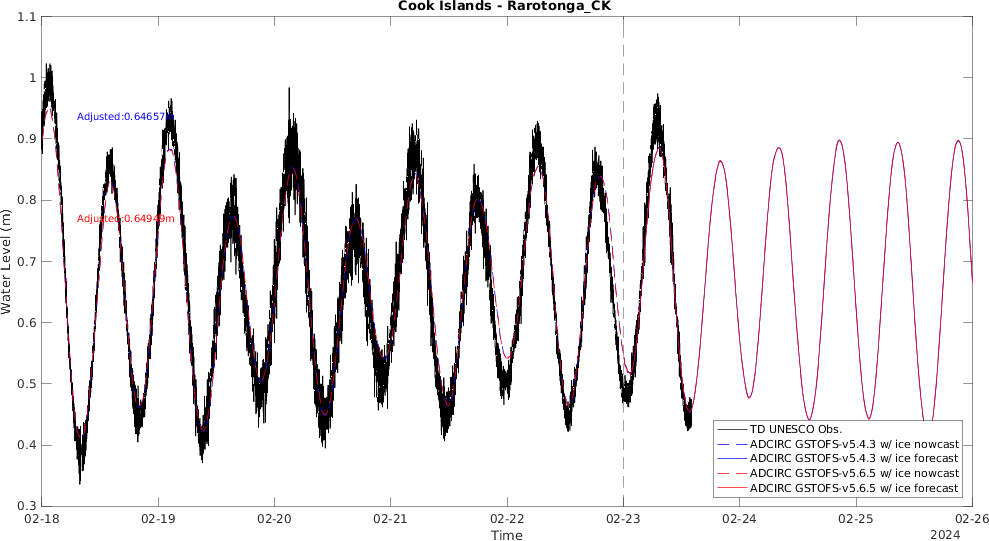 Cook Islands - Rarotonga_CK
1.1
1
0.9
0.8
0.7
0.6
0.5
0.4
0.3
Water Level (m)
Adjusted:0.64657m
Adjusted:0.64949m
TD UNESCO Obs.
ADCIRC GSTOFS-v5.4.3 w/ ice nowcast
ADCIRC GSTOFS-v5.4.3 w/ ice forecast
ADCIRC GSTOFS-v5.6.5 w/ ice nowcast
ADCIRC GSTOFS-v5.6.5 w/ ice forecast
02-18 02-19 02-20 02-21 02-22 02-23 02-24 02-25 02-26
Time
2024